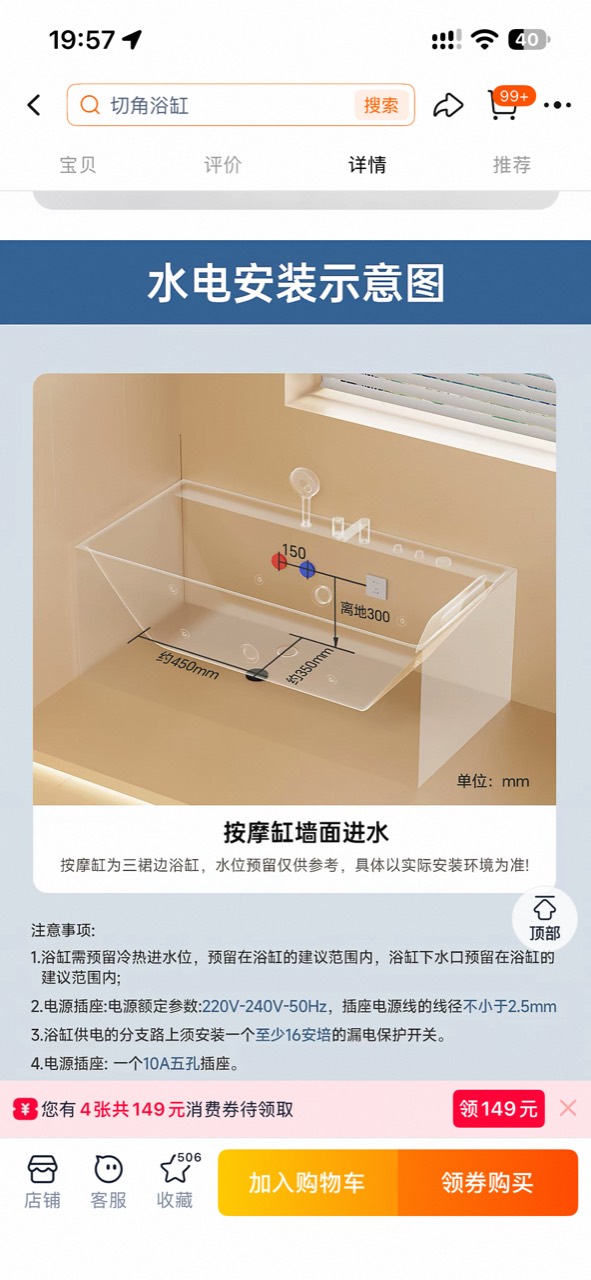 19:57
40
切角浴缸
搜索
99+
宝贝
评价
详情
推荐
水电安装示意图
150
离地300
约450mm
约350mm
单位：mm
按摩缸墙面进水
按摩缸为三裙边浴缸，水位预留仅供参考，具体以实际安装环境为准!
顶部
注意事项:
1.浴缸需预留冷热进水位，预留在浴缸的建议范围内，浴缸下水口预留在浴缸的
建议范围内;
2.电源插座:电源额定参数:220V-240V-50Hz，插座电源线的线径不小于2.5mm
3.浴缸供电的分支路上须安装一个至少16安培的漏电保护开关。
4.电源插座: 一个10A五孔插座。
¥
您有4张共149元消费券待领取
领149元
店铺
客服
506
收藏
加入购物车
领券购买